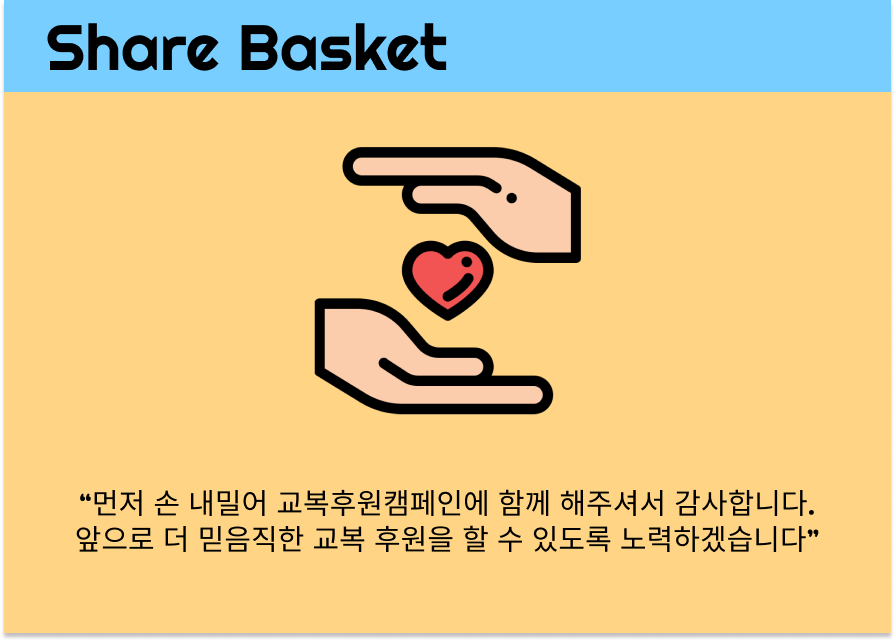 Share Basket
“먼저 손 내밀어 교복후원캠페인에 함께 해주셔서 감사합니다.
앞으로 더 믿음직한 교복 후원을 할 수 있도록 노력하겠습니다”